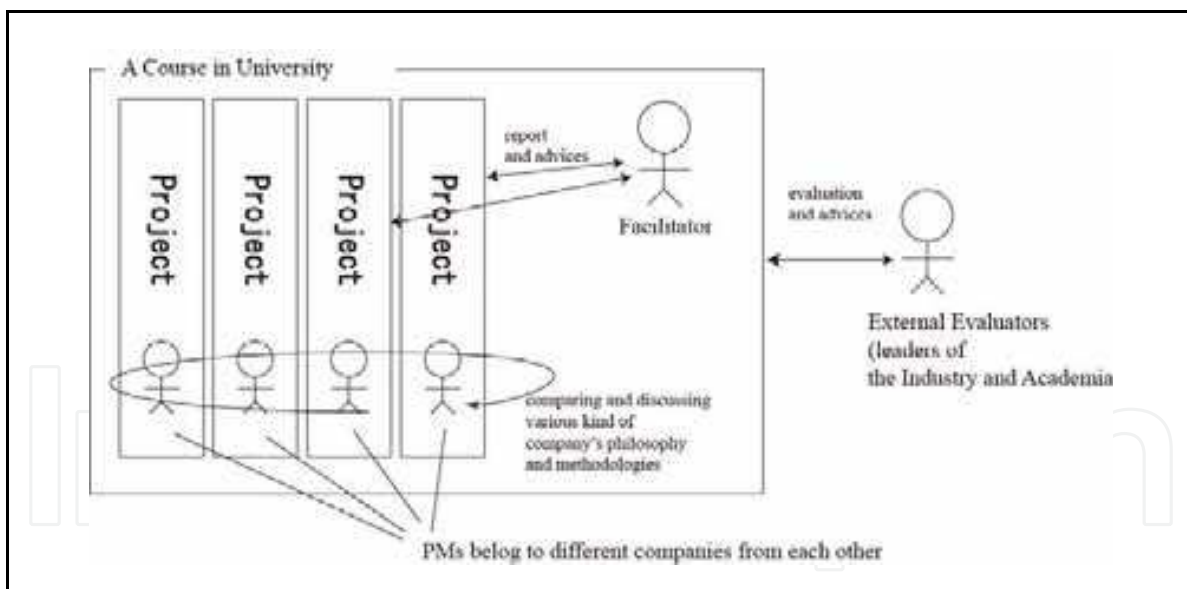 A Course in University
Project
Project
Project
Project
report
and advices
Facilitator
evaluation
and advices
External Evaluators
(leaders of
the Industry and Academia
comparing and discussing
various kind of
company's philosophy
and methodologies
PMs belog to different companies from each other